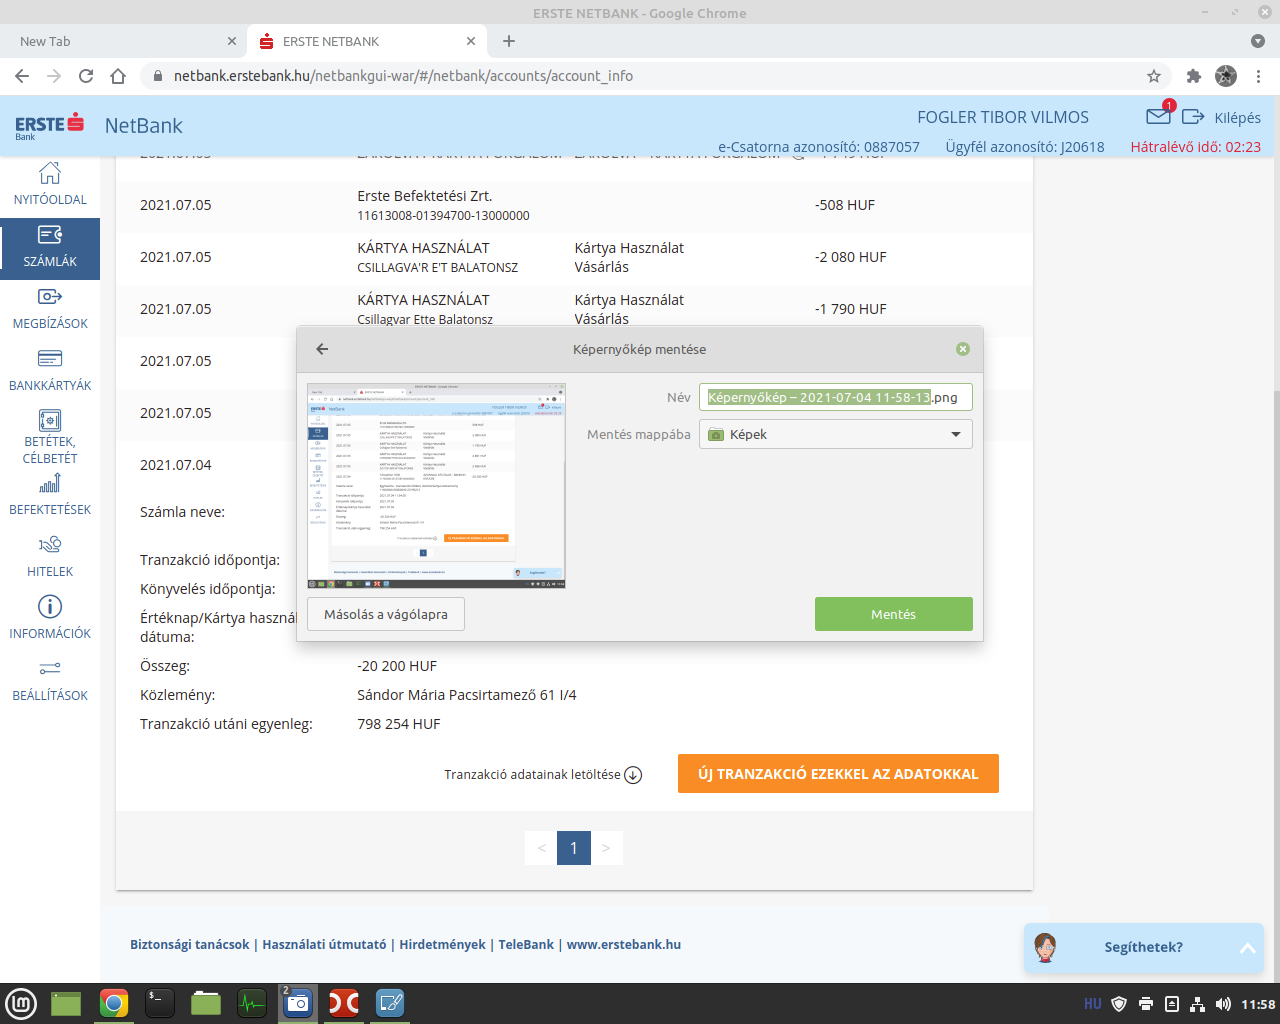 ERSTE NETBANK - Google Chrome
New Tab
ERSTE NETBANK
netbank.erstebank.hu/netbankgui-war/#/netbank/accounts/account_info
ERSTE
Bank
NetBank
FOGLER TIBOR VILMOS
1
Kilépés
e-Csatorna azonosító: 0887057
Ügyfél azonosító: J20618
Hátralévő idő: 02:23
NYITÓOLDAL
SZÁMLÁK
MEGBÍZÁSOK
BANKKÁRTYÁK
BETÉTEK,
CÉLBETÉT
BEFEKTETÉSEK
HITELEK
INFORMÁCIÓK
BEÁLLÍTÁSOK
2021.07.05
Erste Befektetési Zrt.
11613008-01394700-13000000
-508 HUF
2021.07.05
KÁRTYA HASZNÁLAT
CSILLAGVA'R E'T BALATONSZ
Kártya Használat
Vásárlás
-2 080 HUF
2021.07.05
KÁRTYA HASZNÁLAT
Csillagvar Ette Balatonsz
Kártya Használat
Vásárlás
-1 790 HUF
2021.07.05
2021.07.05
2021.07.04
Képernyőkép mentése
Név
Képernyőkép – 2021-07-04 11-58-13.png
Mentés mappába
Képek
Másolás a vágólapra
Mentés
Számla neve:
Tranzakció időpontja:
Könyvelés időpontja:
Értéknap/Kártya használ
dátuma:
Összeg:
-20 200 HUF
Közlemény:
Sándor Mária Pacsirtamező 61 I/4
Tranzakció utáni egyenleg:
798 254 HUF
Tranzakció adatainak letöltése
ÚJ TRANZAKCIÓ EZEKKEL AZ ADATOKKAL
< 1 >
Biztonsági tanácsok | Használati útmutató | Hirdetmények | TeleBank | www.erstebank.hu
Segíthetek?
2
HU
11:58